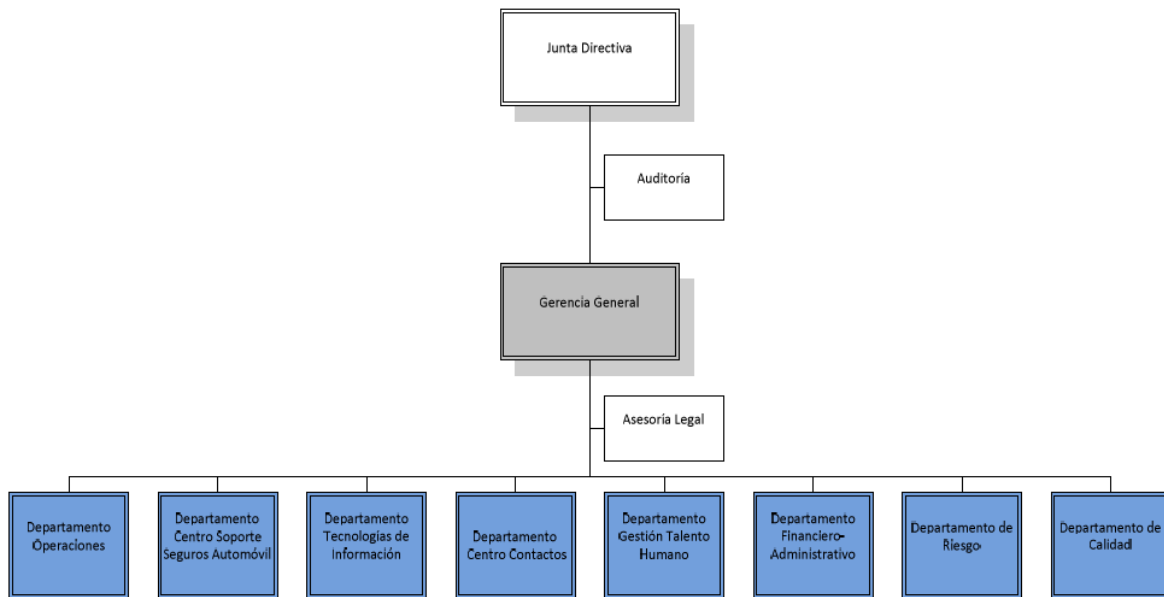 Junta Directiva
Auditoría
Gerencia General
Asesoría Legal
Departamento
Operaciones
Departamento
Centro Soporte
Seguros Automóvil
Departamento
Tecnologías de
Información
Departamento
Centro Contactos
Departamento
Gestión Talento
Humano
Departamento
Financiero-
Administrativo
Departamento de
Riesgo
Departamento de
Calidad